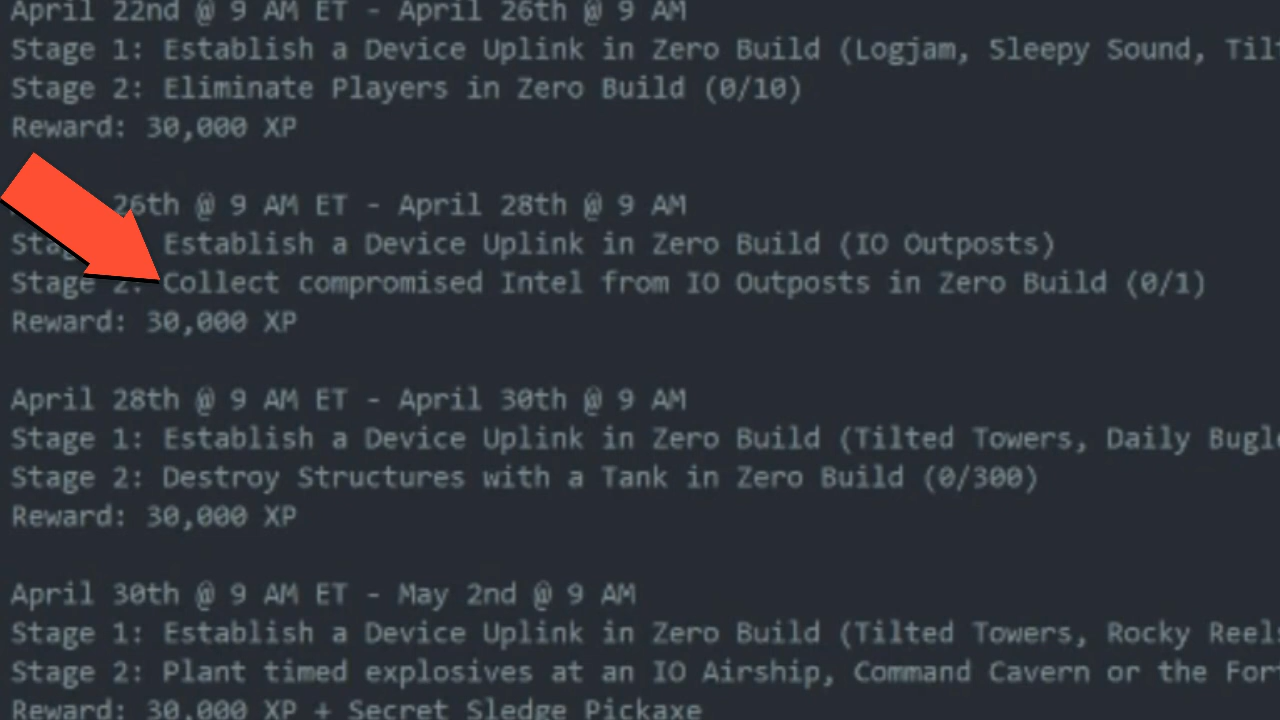 April 22nd @ 9 AM ET - April 26th @ 9 AM
Stage 1: Establish a Device Uplink in Zero Build (Logjam, Sleepy Sound,
Stage 2: Eliminate Players in Zero Build (0/10)
Reward: 30,000 XP
26th @ 9 AM ET - April 28th @ 9 AM
Establish a Device Uplink in Zero Build (IO Outposts)
Stage 2: Collect compromised Intel from IO Outposts in Zero Build (0/1)
Reward: 30,000 XP
April 28th @ 9 AM ET - April 30th @ 9 AM
Stage 1: Establish a Device Uplink in Zero Build (Tilted Towers, Daily
Stage 2: Destroy Structures with a Tank in Zero Build (0/300)
Reward: 30,000 XP
April 30th @ 9 AM ET - May 2nd @ 9 AM
Stage 1: Establish a Device Uplink in Zero Build (Tilted Towers, Rocky
Stage 2: Plant timed explosives at an IO Airship, Command Cavern or the
Reward: 30,000 XP + Secret Sledge Pickaxe